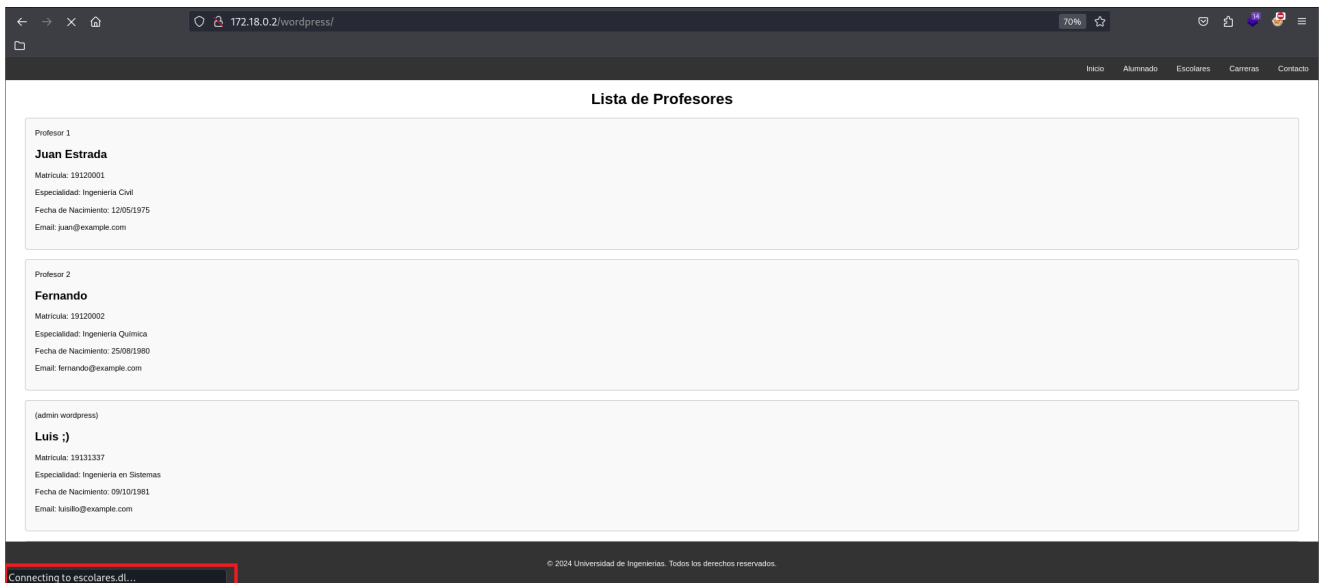 172.18.0.2/wordpress/
70%
14
Inicio Alumnado Escolares Carreras Contacto
Lista de Profesores
Profesor 1
Juan Estrada
Matrícula: 19120001
Especialidad: Ingeniería Civil
Fecha de Nacimiento: 12/05/1975
Email: juan@example.com
Profesor 2
Fernando
Matrícula: 19120002
Especialidad: Ingeniería Química
Fecha de Nacimiento: 25/08/1980
Email: fernando@example.com
(admin wordpress)
Luis ;)
Matrícula: 19131337
Especialidad: Ingeniería en Sistemas
Fecha de Nacimiento: 09/10/1981
Email: luisillo@example.com
© 2024 Universidad de Ingenierias. Todos los derechos reservados.
Connecting to escolares.dl...